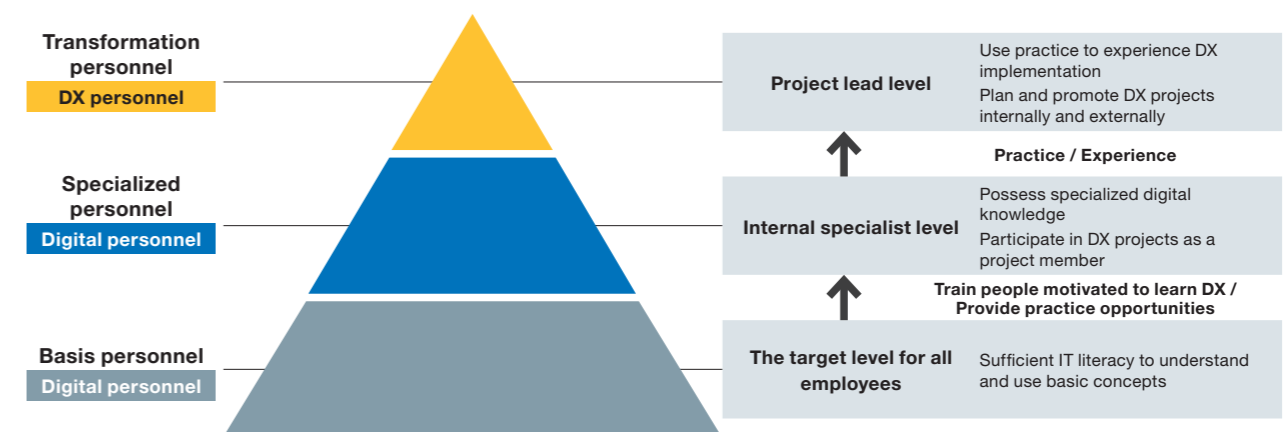 Transformation
personnel
DX personnel
Project lead level
Use practice to experience DX
implementation
Plan and promote DX projects
internally and externally
Practice / Experience
Specialized
personnel
Digital personnel
Internal specialist level
Possess specialized digital
knowledge
Participate in DX projects as a
project member
Train people motivated to learn DX /
Provide practice opportunities
Basis personnel
Digital personnel
The target level for all
employees
Sufficient IT literacy to understand
and use basic concepts